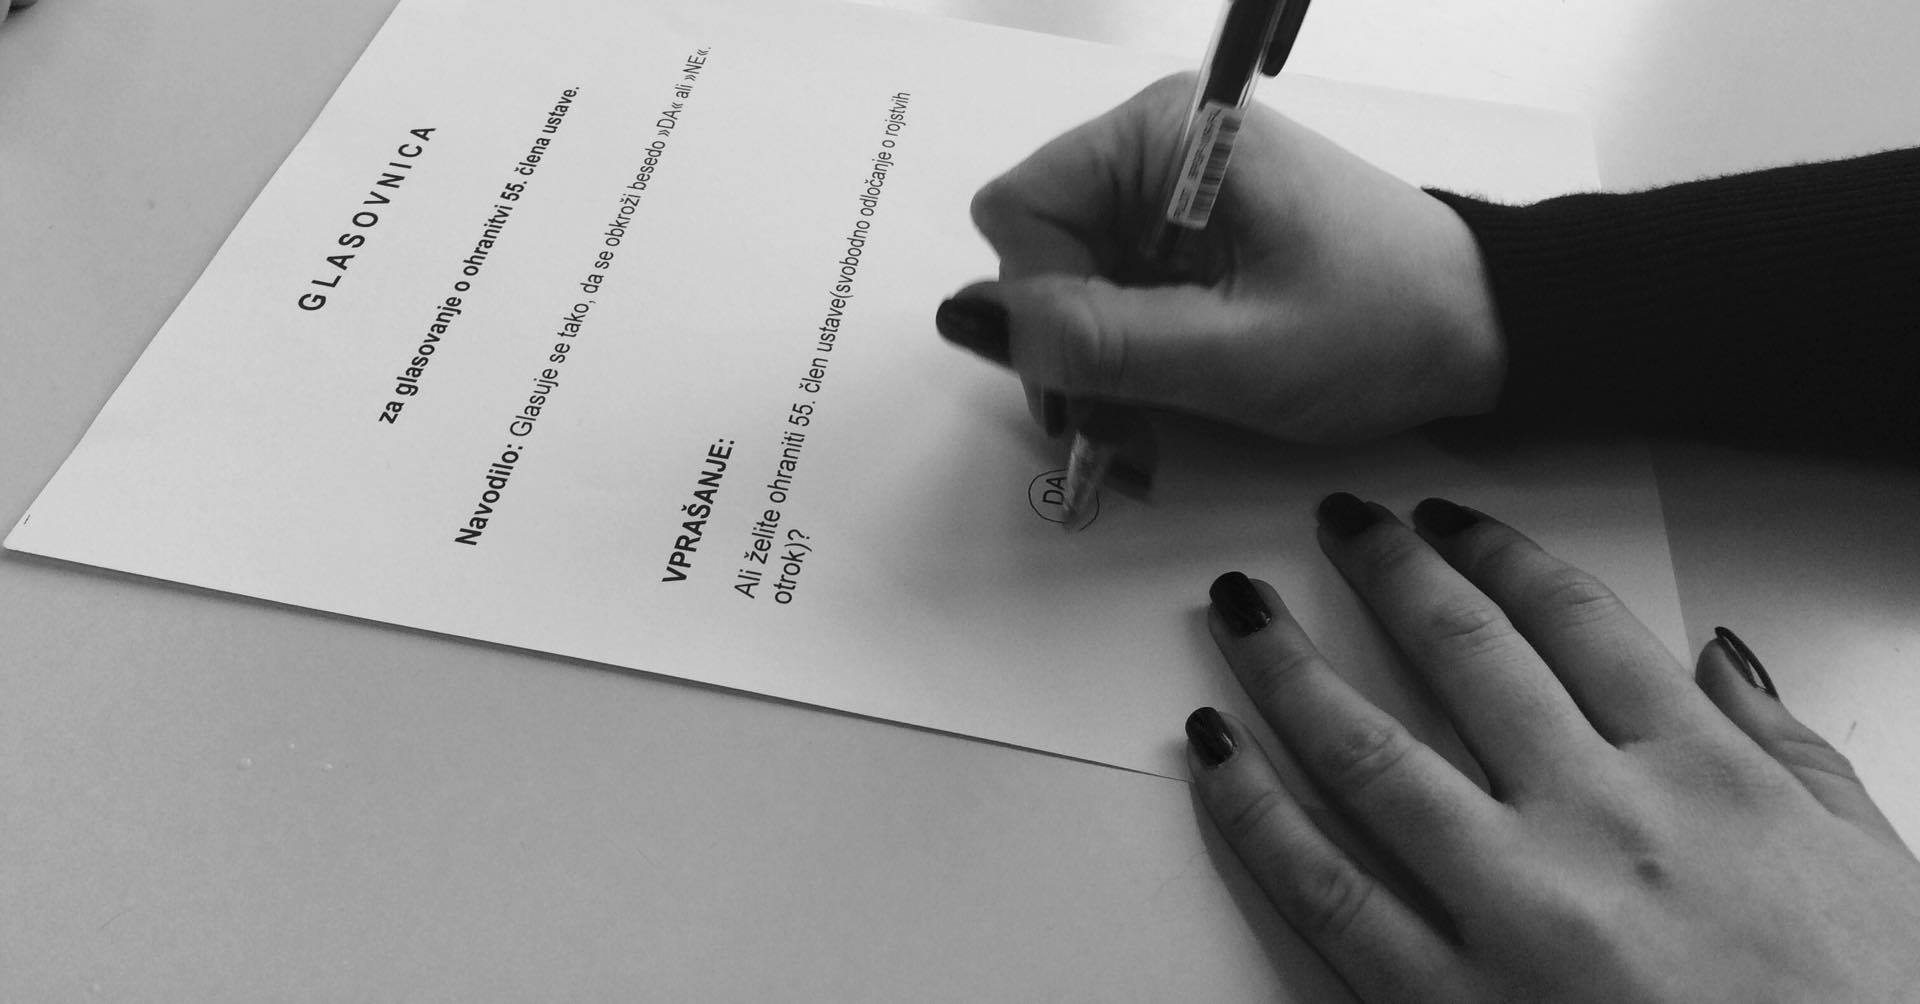 GLASOVNICA
za glasovanje o ohranitvi 55. člena ustave.
Navodilo: Glasuje se tako, da se obkroži besedo »DA« ali »NE«.
VPRAŠANJE:
Ali želite ohraniti 55. člen ustave(svobodno odločanje o rojstvih
otrok)?
DA